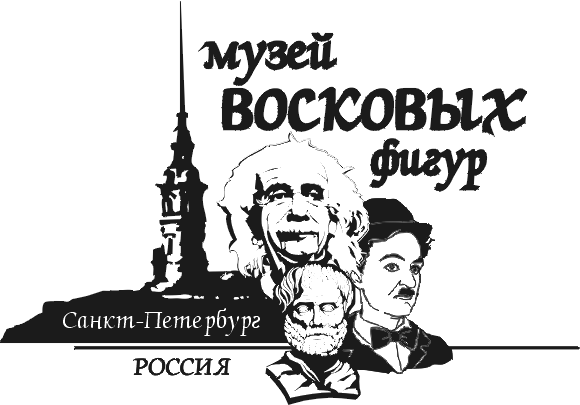 музей
ВОСКОВЫХ
фигур
Санкт-Петербург
РОССИЯ